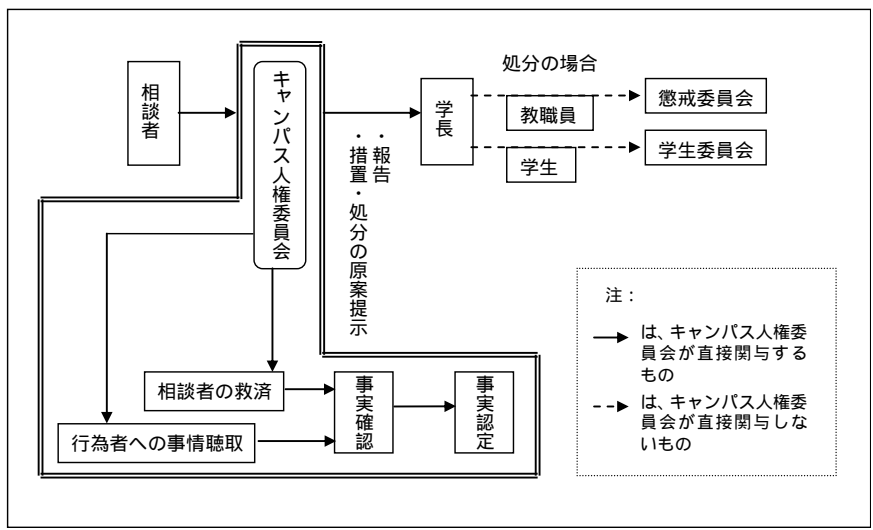 相談者
キャンパス人権委員会
・報告
・措置・処分の原案提示
学長
処分の場合
教職員
懲戒委員会
学生
学生委員会
相談者の救済
行為者への事情聴取
事実確認
事実認定
注：
は、キャンパス人権委
員会が直接関与する
もの
は、キャンパス人権委
員会が直接関与しな
いもの